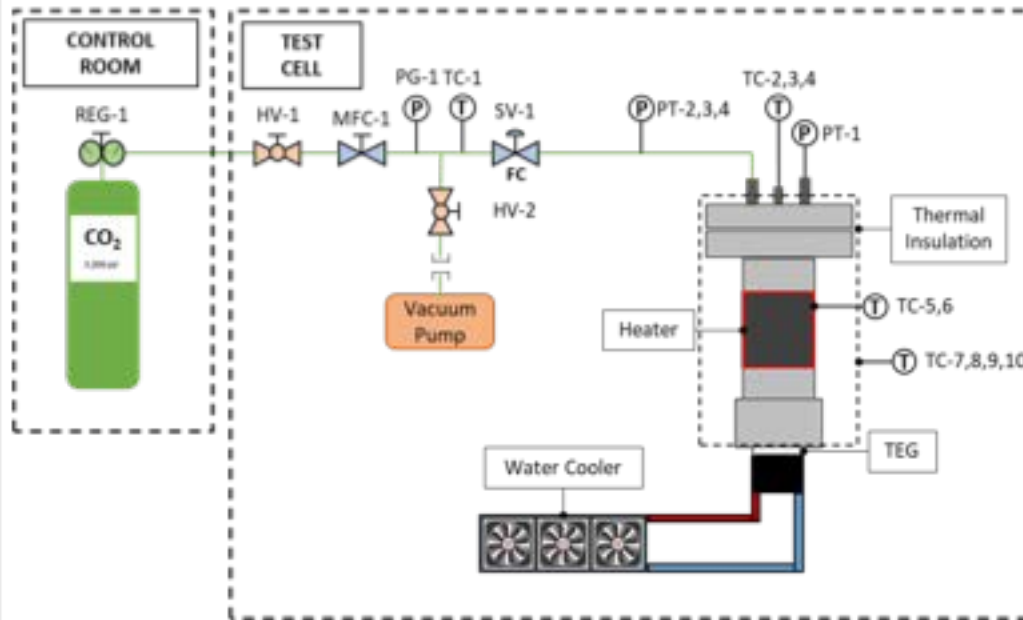 CONTROL
ROOM
TEST
CELL
REG-1
HV-1
MFC-1
PG-1 TC-1
SV-1
FC
PT-2,3,4
TC-2,3,4
PT-1
P
T
P
T
P
HV-2
CO2
Vacuum
Pump
Thermal
Insulation
Heater
T TC-5,6
T TC-7,8,9,10
TEG
Water Cooler